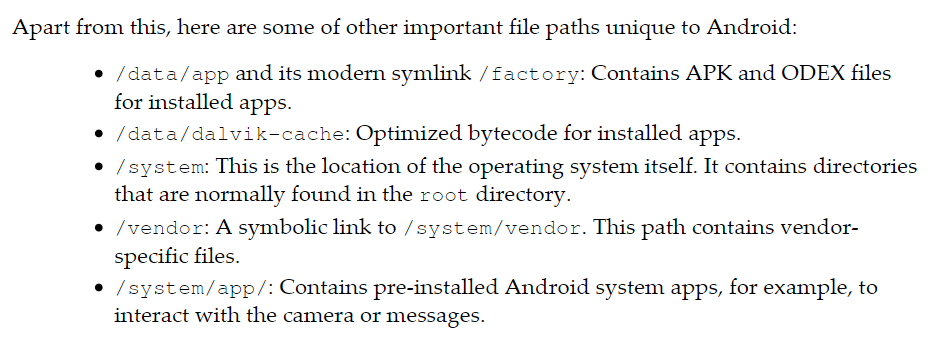 Apart from this, here are some of other important file paths unique to Android:
• /data/app and its modern symlink /factory: Contains APK and ODEX files
for installed apps.
• /data/dalvik-cache: Optimized bytecode for installed apps.
• /system: This is the location of the operating system itself. It contains directories
that are normally found in the root directory.
• /vendor: A symbolic link to /system/vendor. This path contains vendor-
specific files.
• /system/app/: Contains pre-installed Android system apps, for example, to
interact with the camera or messages.